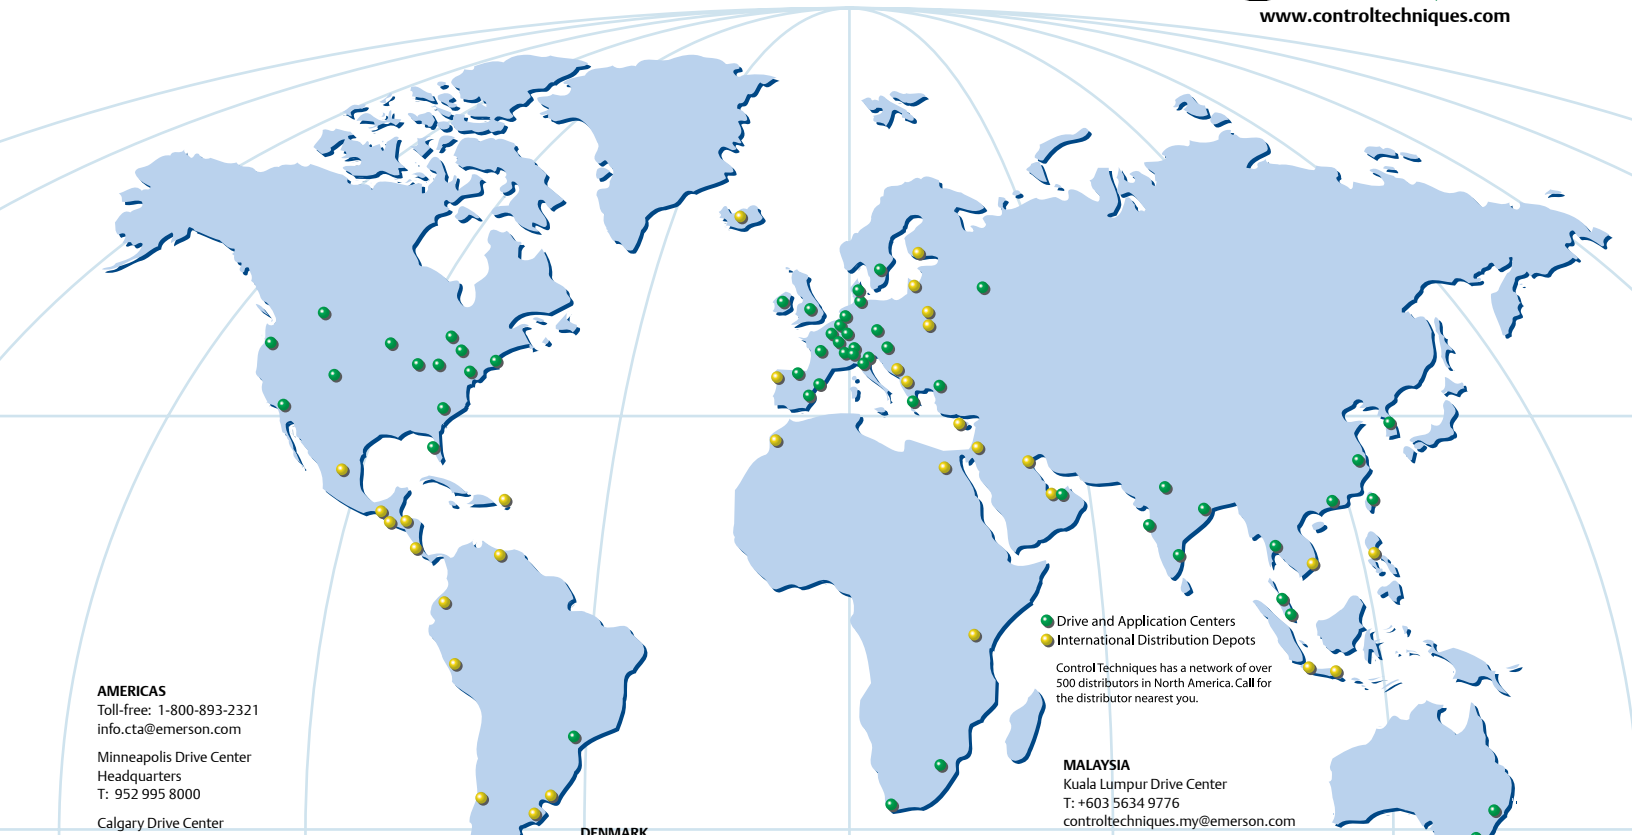 www.controltechniques.com
Drive and Application Centers
International Distribution Depots
Control Techniques has a network of over
500 distributors in North America. Call for
the distributor nearest you.
AMERICAS
Toll-free: 1-800-893-2321
info.cta@emerson.com
Minneapolis Drive Center
Headquarters
T: 952 995 8000
Calgary Drive Center
DENMARK
MALAYSIA
Kuala Lumpur Drive Center
T: +603 5634 9776
controltechniques.my@emerson.com